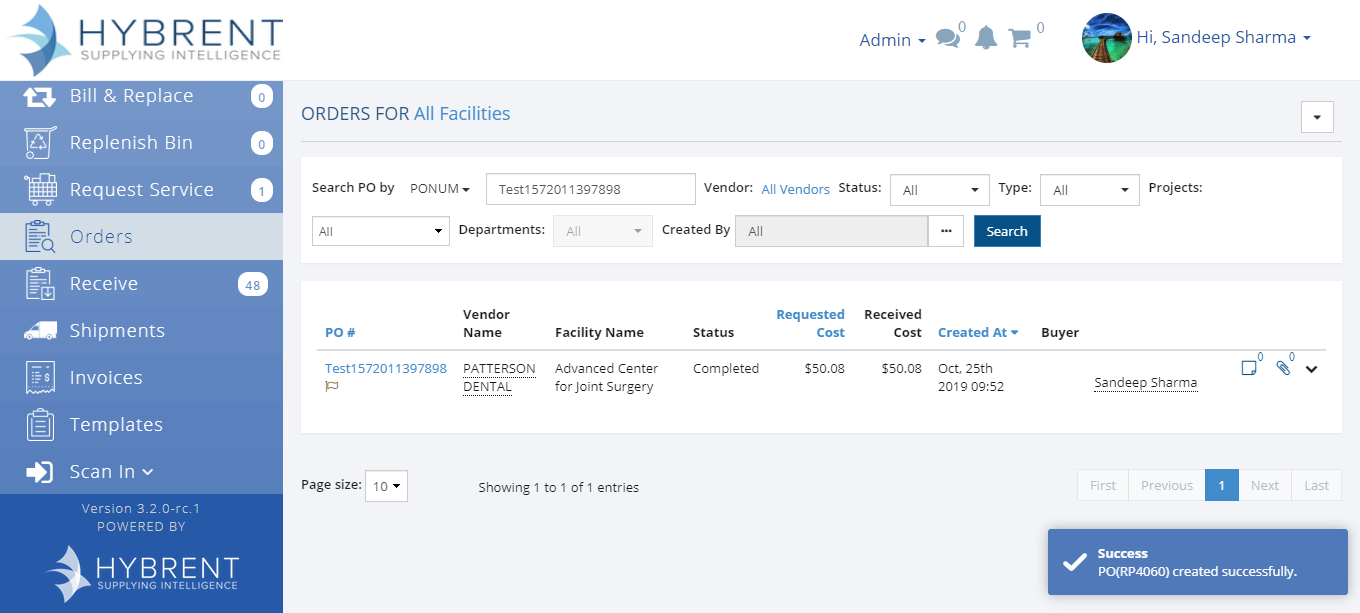 HYBRENT
SUPPLYING INTELLIGENCE
Admin
0
0
Hi, Sandeep Sharma
Bill & Replace 0
Replenish Bin 0
Request Service 1
Orders
Receive 48
Shipments
Invoices
Templates
Scan In
Version 3.2.0-rc.1
POWERED BY
HYBRENT
SUPPLYING INTELLIGENCE
ORDERS FOR All Facilities
Search PO by PONUM Test1572011397898 Vendor: All Vendors Status: All Type: All Projects:
All Departments: All Created By All ... Search
PO # Vendor Name Facility Name Status Requested Cost Received Cost Created At Buyer
Test1572011397898 PATTERSON Advanced Center Completed $50.08 $50.08 Oct, 25th 0 0
DENTAL for Joint Surgery 2019 09:52 Sandeep Sharma
Page size: 10 Showing 1 to 1 of 1 entries First Previous 1 Next Last
Success
PO(RP4060) created successfully.